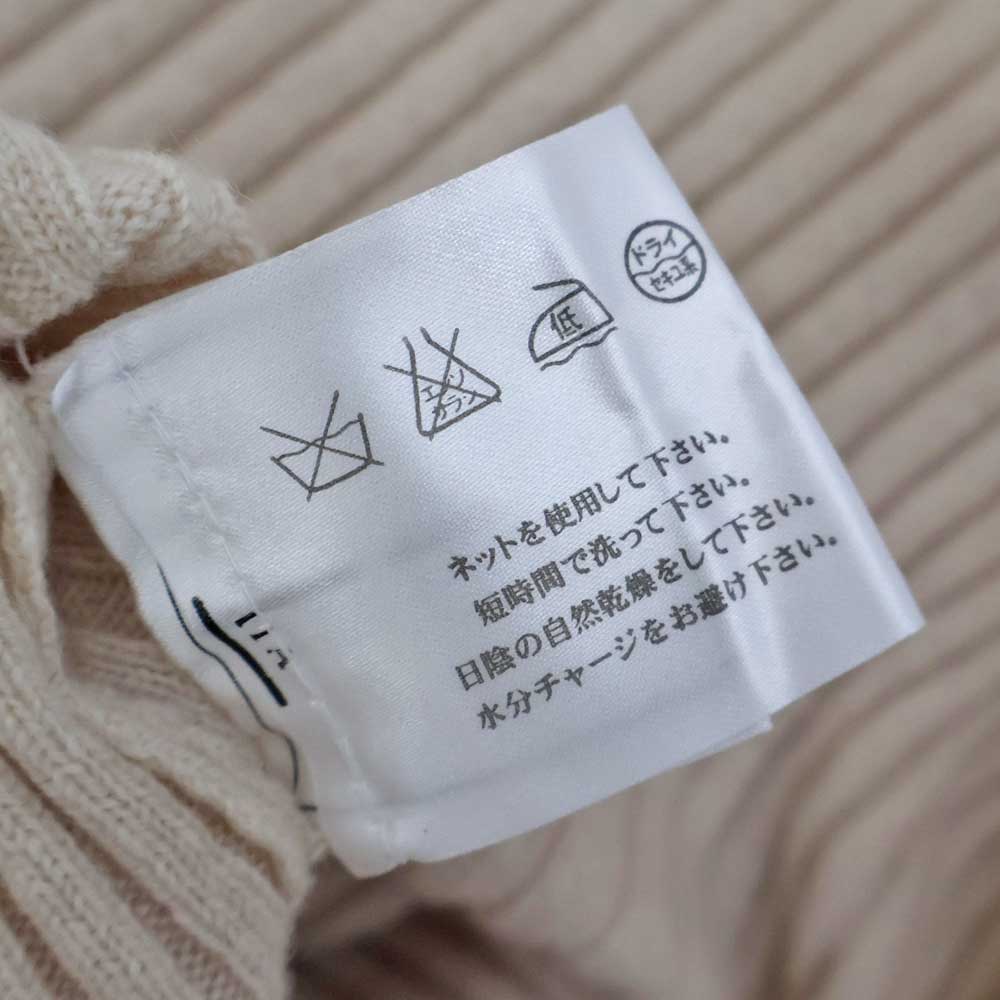 エンソ
カラサ
低
ドライ
セキユ系
ネットを使用して下さい。
短時間で洗って下さい。
日陰の自然乾燥をして下さい。
水分チャージをお避け下さい。